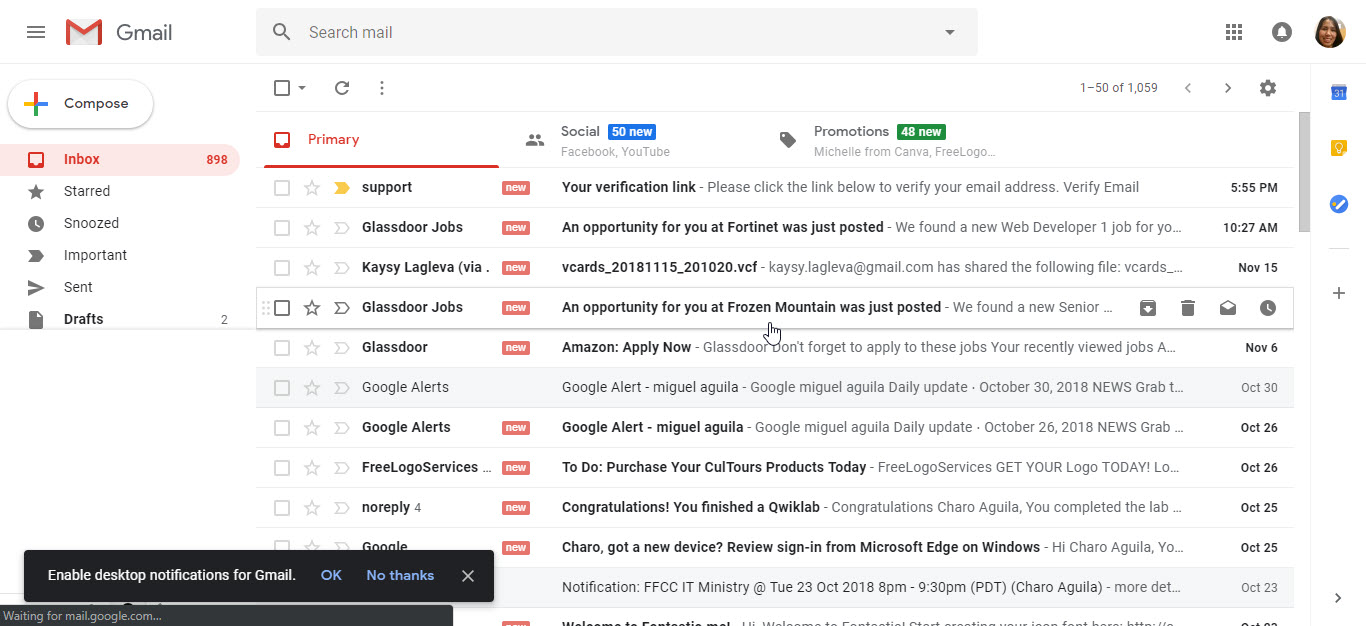 Gmail
Search mail
Compose
1–50 of 1,059
31
Primary
Social 50 new
Facebook, YouTube
Promotions 48 new
Michelle from Canva, FreeLogo...
Inbox 898
Starred
Snoozed
Important
Sent
Drafts 2
support new Your verification link - Please click the link below to verify your email address. Verify Email 5:55 PM
Glassdoor Jobs new An opportunity for you at Fortinet was just posted - We found a new Web Developer 1 job for yo... 10:27 AM
Kaysy Lagleva (via . new vcards_20181115_201020.vcf - kaysy.lagleva@gmail.com has shared the following file: vcards_... Nov 15
Glassdoor Jobs new An opportunity for you at Frozen Mountain was just posted - We found a new Senior ...
Glassdoor new Amazon: Apply Now - Glassdoor Don't forget to apply to these jobs Your recently viewed jobs A... Nov 6
Google Alerts Google Alert - miguel aguila - Google miguel aguila Daily update · October 30, 2018 NEWS Grab t... Oct 30
Google Alerts new Google Alert - miguel aguila - Google miguel aguila Daily update · October 26, 2018 NEWS Grab ... Oct 26
FreeLogoServices ... new To Do: Purchase Your CulTours Products Today - FreeLogoServices GET YOUR Logo TODAY! Lo... Oct 26
noreply 4 new Congratulations! You finished a Qwiklab - Congratulations Charo Aguila, You completed the lab ... Oct 25
Google new Charo, got a new device? Review sign-in from Microsoft Edge on Windows - Hi Charo Aguila, Yo... Oct 25
Notification: FFCC IT Ministry @ Tue 23 Oct 2018 8pm - 9:30pm (PDT) (Charo Aguila) - more det... Oct 23
Enable desktop notifications for Gmail. OK No thanks
Waiting for mail.google.com...